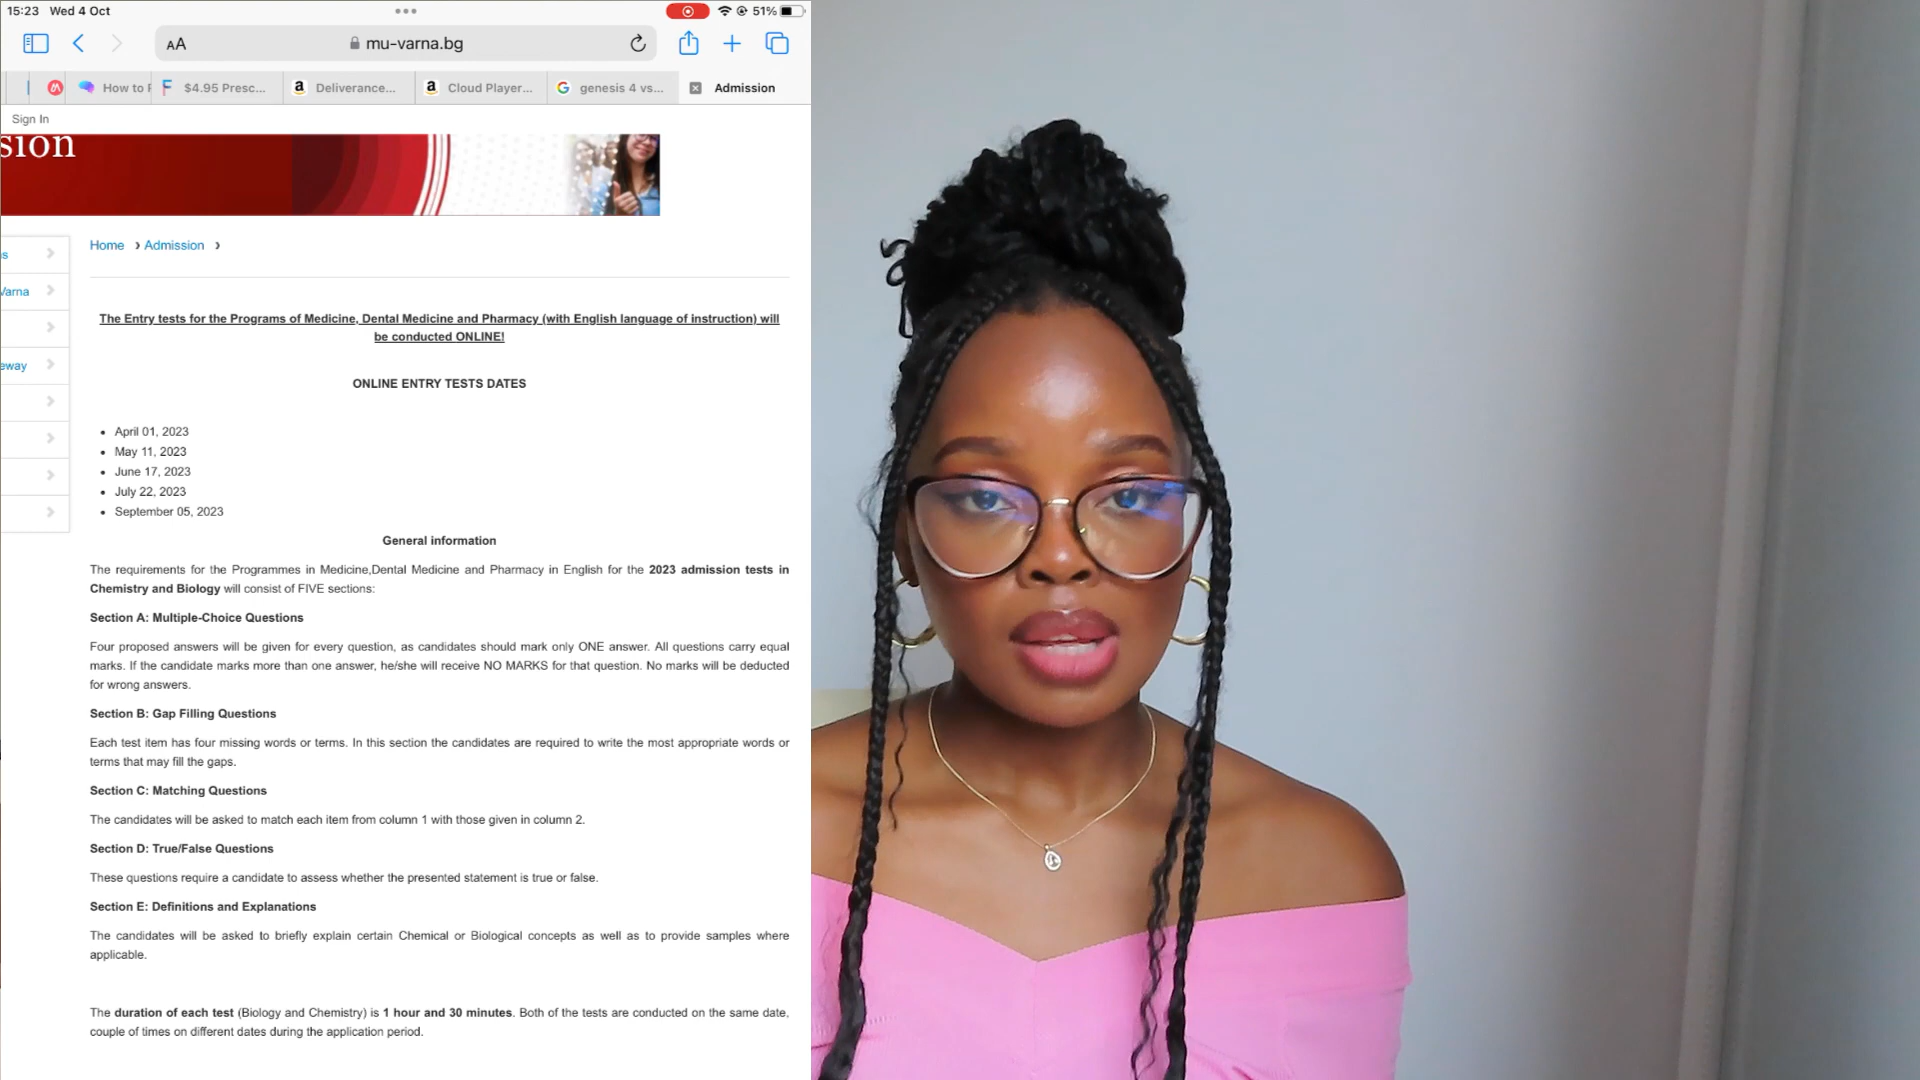 15:23 Wed 4 Oct
51%
AA
mu-varna.bg
How to F
$4.95 Presc...
Deliverance...
Cloud Player...
genesis 4 vs...
Admission
Sign In
sion
Home › Admission ›
s
Varna
eway
The Entry tests for the Programs of Medicine, Dental Medicine and Pharmacy (with English language of instruction) will
be conducted ONLINE!
ONLINE ENTRY TESTS DATES
• April 01, 2023
• May 11, 2023
• June 17, 2023
• July 22, 2023
• September 05, 2023
General information
The requirements for the Programmes in Medicine,Dental Medicine and Pharmacy in English for the 2023 admission tests in
Chemistry and Biology will consist of FIVE sections:
Section A: Multiple-Choice Questions
Four proposed answers will be given for every question, as candidates should mark only ONE answer. All questions carry equal
marks. If the candidate marks more than one answer, he/she will receive NO MARKS for that question. No marks will be deducted
for wrong answers.
Section B: Gap Filling Questions
Each test item has four missing words or terms. In this section the candidates are required to write the most appropriate words or
terms that may fill the gaps.
Section C: Matching Questions
The candidates will be asked to match each item from column 1 with those given in column 2.
Section D: True/False Questions
These questions require a candidate to assess whether the presented statement is true or false.
Section E: Definitions and Explanations
The candidates will be asked to briefly explain certain Chemical or Biological concepts as well as to provide samples where
applicable.
The duration of each test (Biology and Chemistry) is 1 hour and 30 minutes. Both of the tests are conducted on the same date,
couple of times on different dates during the application period.